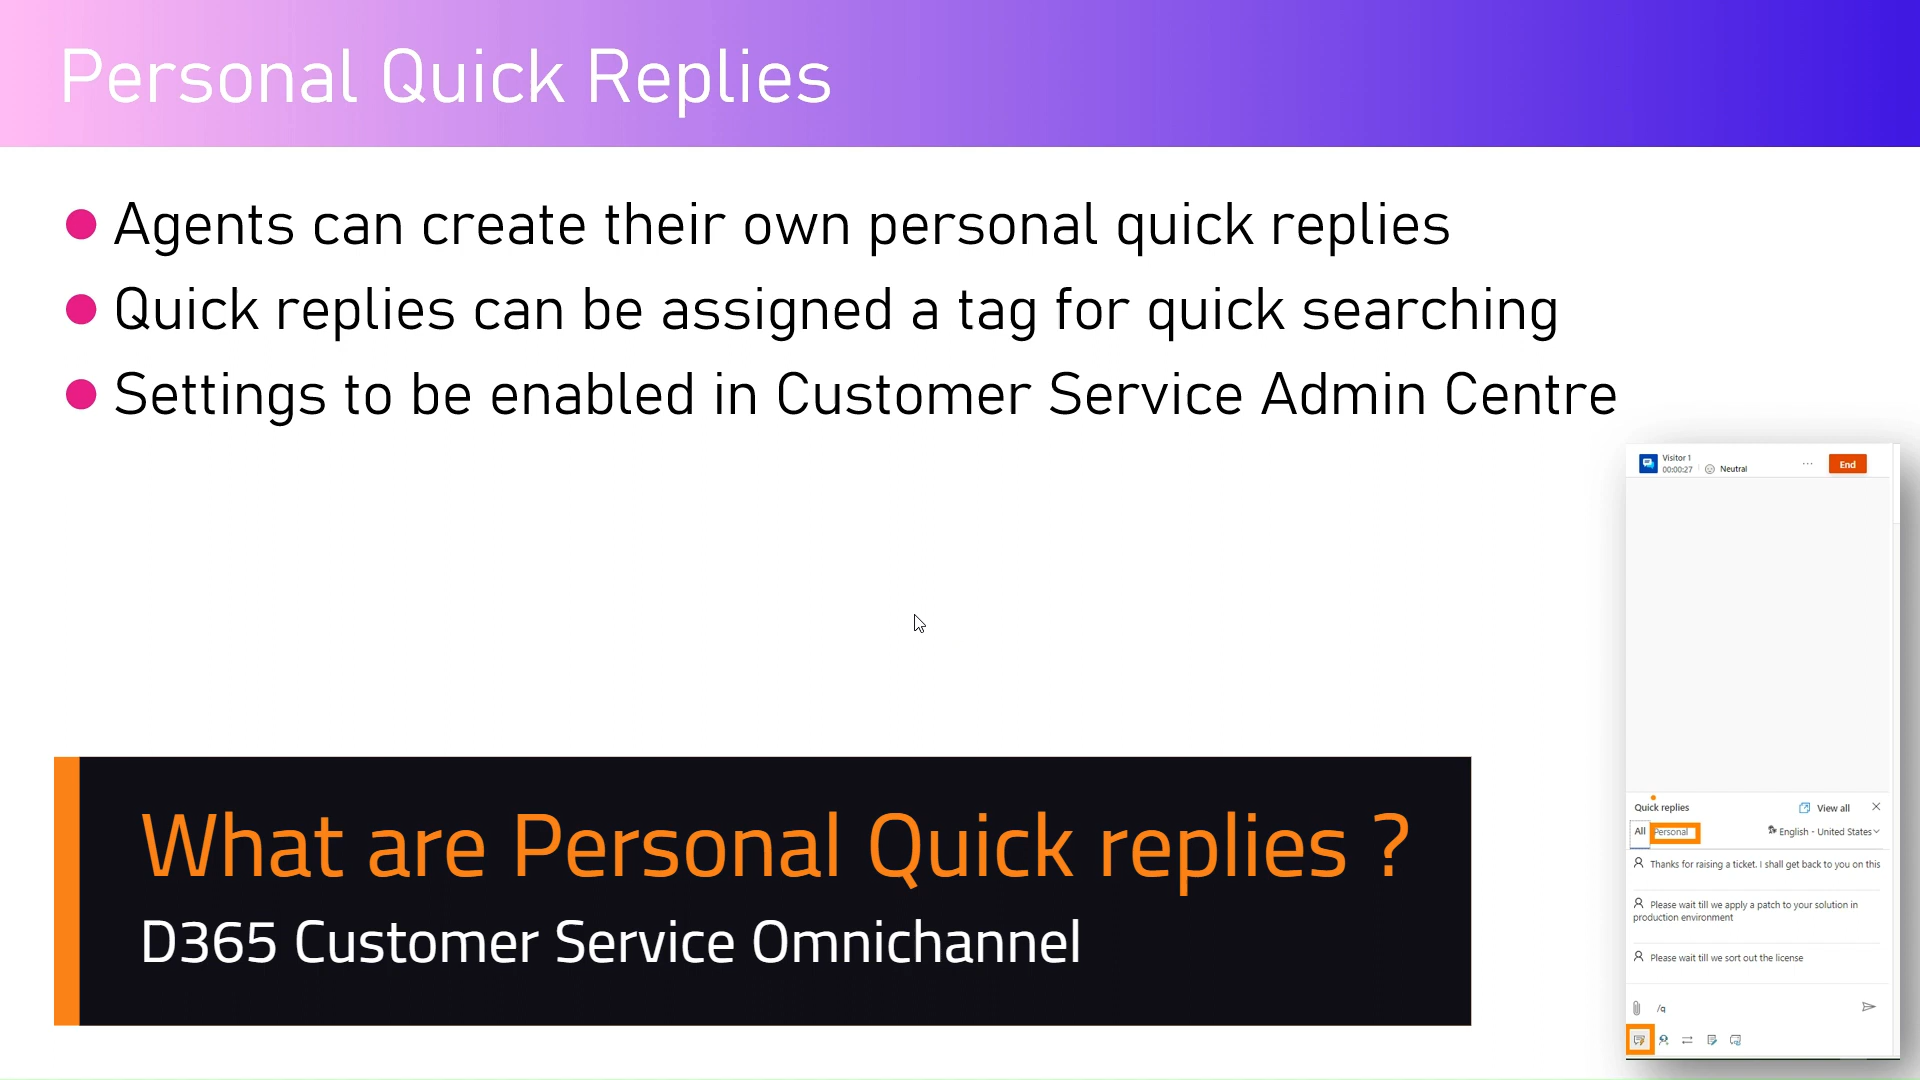 Personal Quick Replies
Agents can create their own personal quick replies
Quick replies can be assigned a tag for quick searching
Settings to be enabled in Customer Service Admin Centre
Visitor 1
00:00:27
Neutral
...
End
Quick replies
View all
All
Personal
English - United States
Thanks for raising a ticket. I shall get back to you on this
Please wait till we apply a patch to your solution in
production environment
Please wait till we sort out the license
/q
What are Personal Quick replies ?
D365 Customer Service Omnichannel